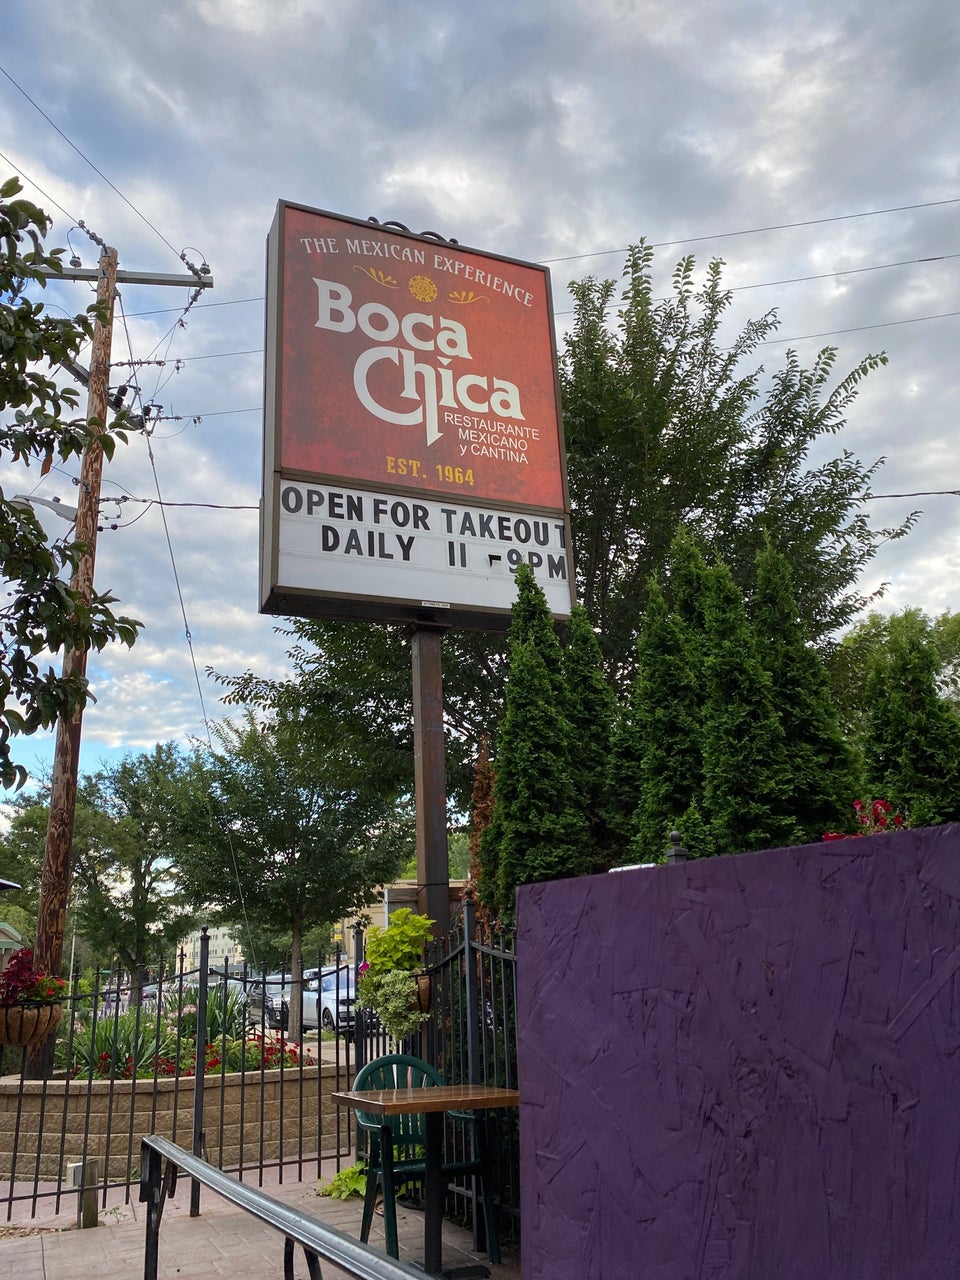 THE MEXICAN EXPERIENCE
Boca
Chica
RESTAURANTE
MEXICANO
y CANTINA
EST. 1964
OPEN FOR TAKEOUT
DAILY 11 -9PM